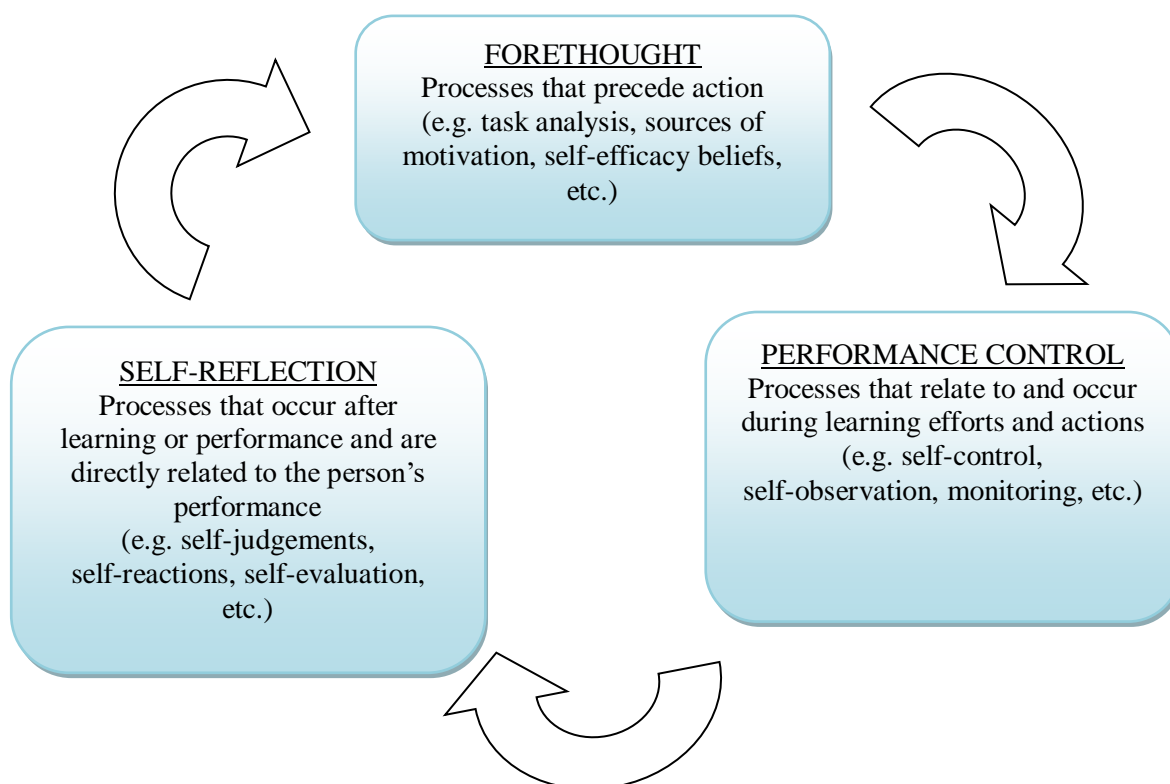 FORETHOUGHT
Processes that precede action
(e.g. task analysis, sources of
motivation, self-efficacy beliefs,
etc.)
PERFORMANCE CONTROL
Processes that relate to and occur
during learning efforts and actions
(e.g. self-control,
self-observation, monitoring, etc.)
SELF-REFLECTION
Processes that occur after
learning or performance and are
directly related to the person’s
performance
(e.g. self-judgements,
self-reactions, self-evaluation,
etc.)